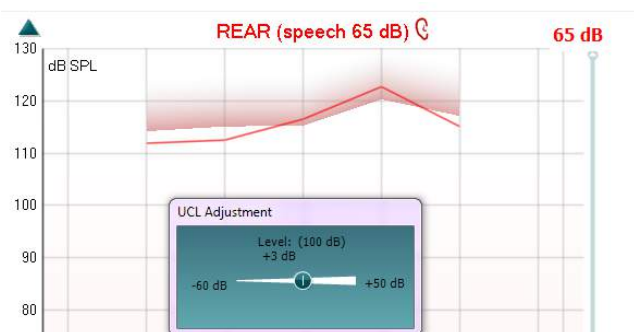 REAR (speech 65 dB)
65 dB
130
dB SPL
120
110
100
90
80
UCL Adjustment
Level: (100 dB)
+3 dB
-60 dB
+50 dB